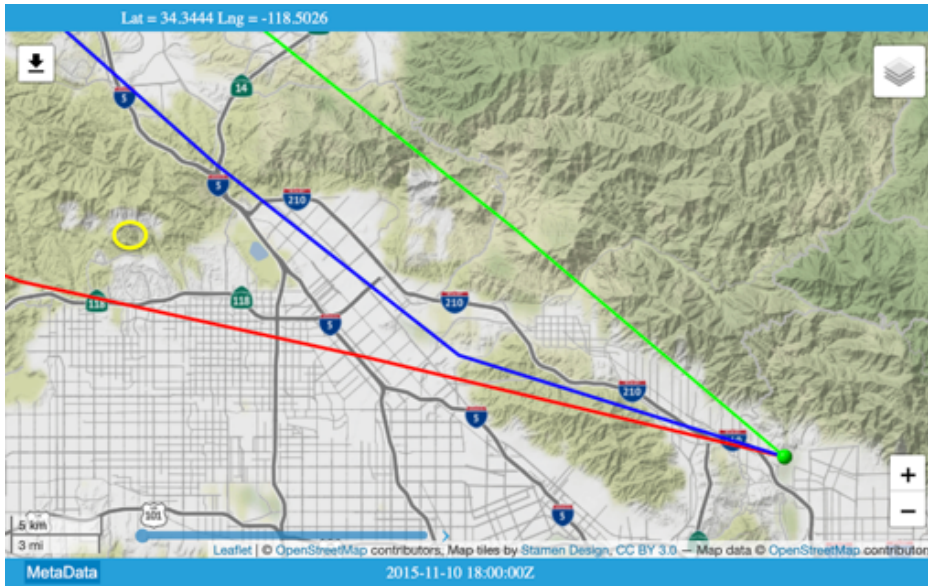 Lat = 34.3444 Lng = -118.5026
14
5
5
210
118
118
5
210
210
5
5
101
+
−
5 km
3 mi
Leaflet | © OpenStreetMap contributors, Map tiles by Stamen Design, CC BY 3.0 — Map data © OpenStreetMap contributor
MetaData
2015-11-10 18:00:00Z